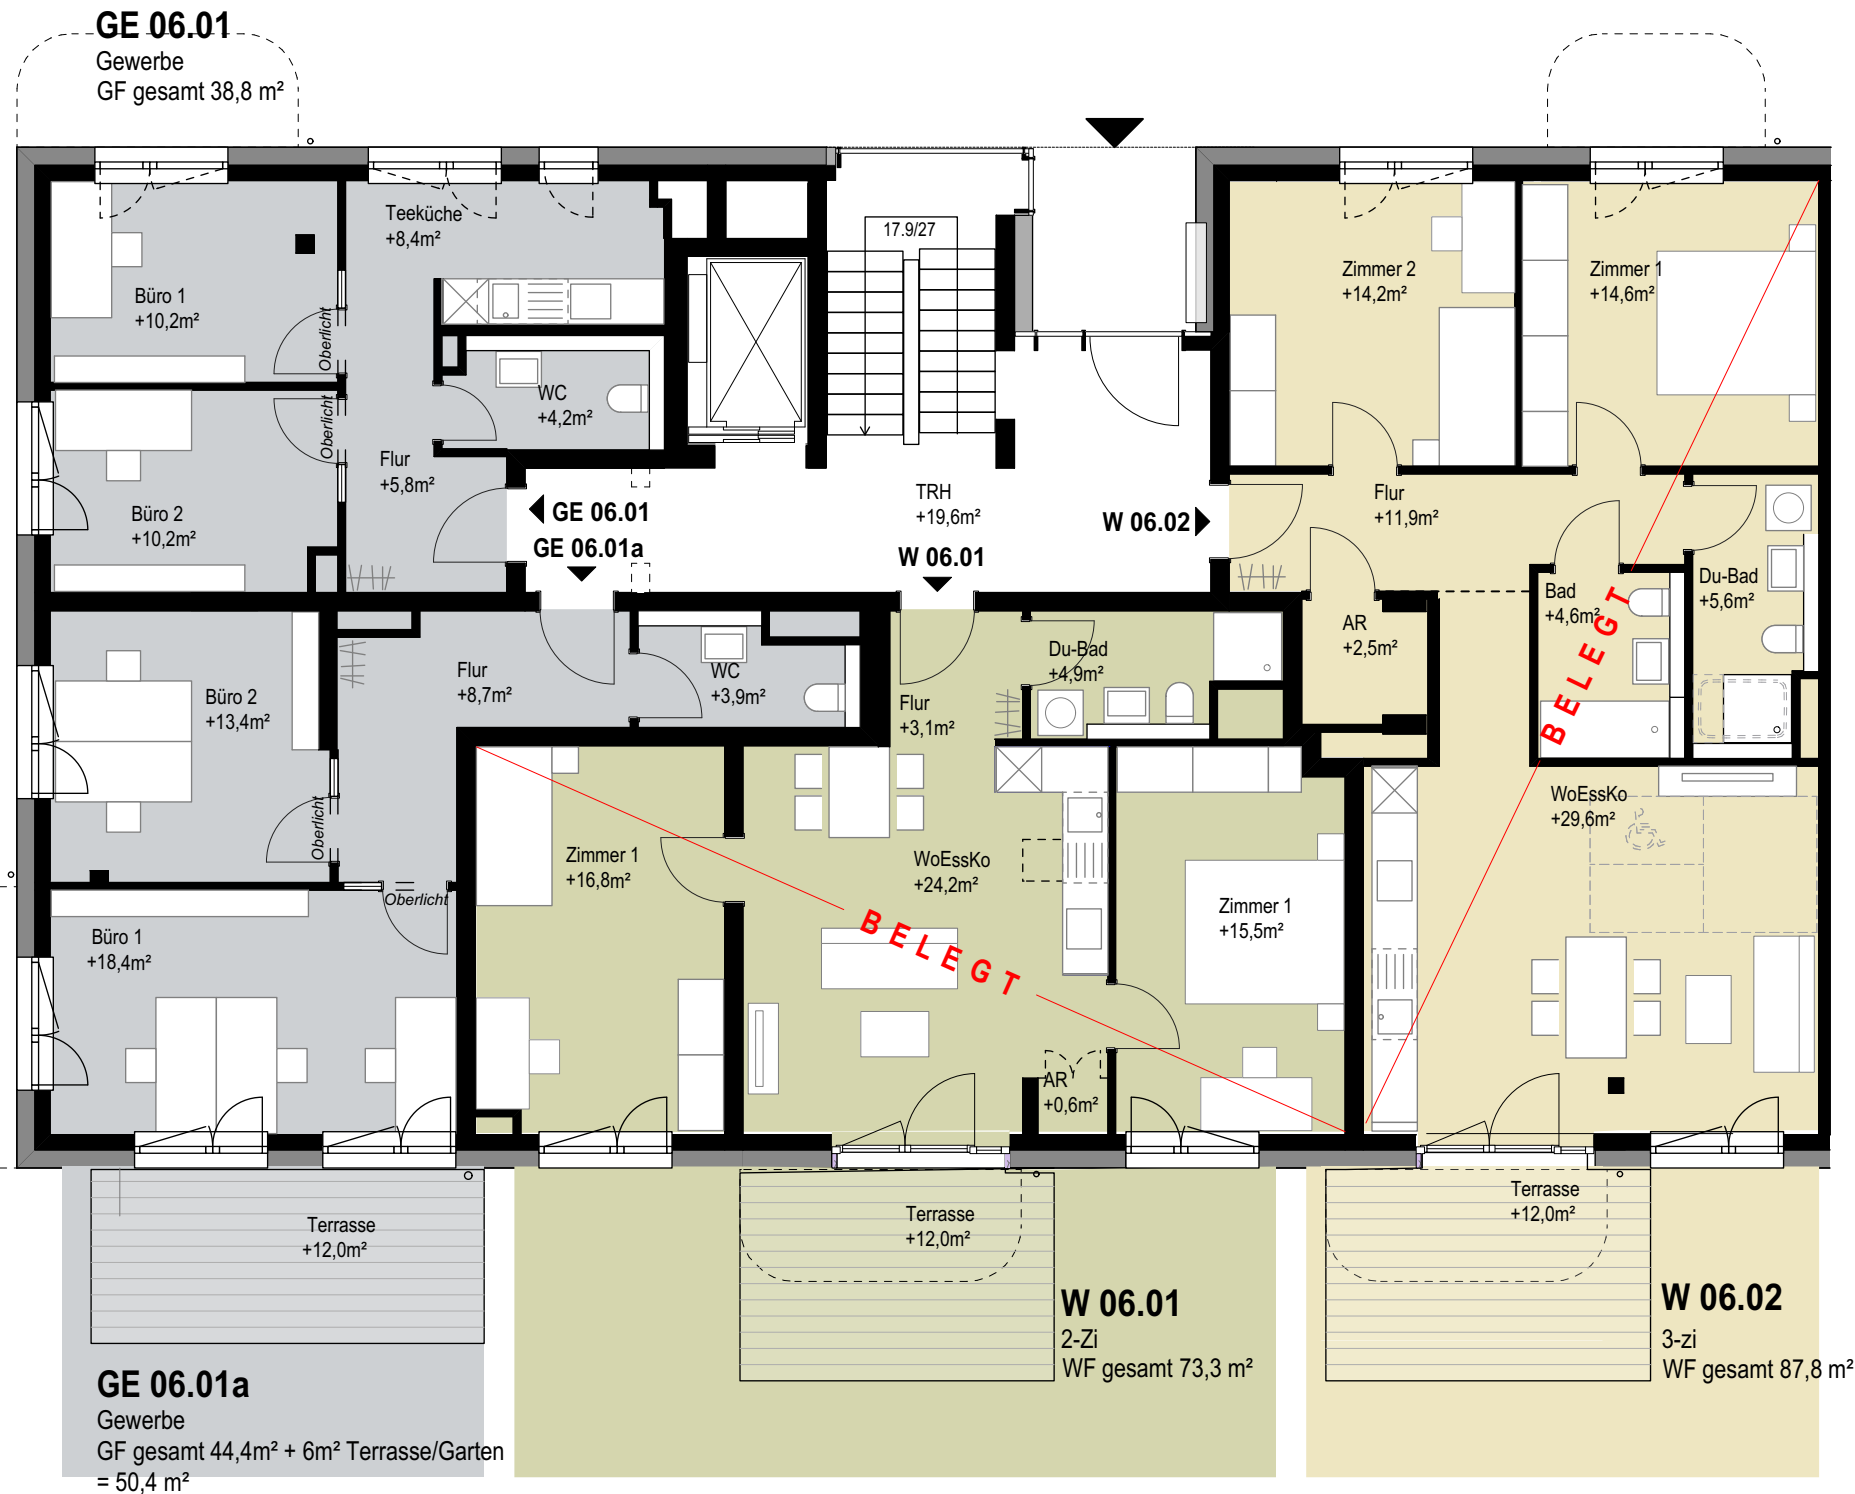 GE 06.01
Gewerbe
GF gesamt 38,8 m²
Teeküche
+8,4m²
17.9/27
Büro 1
+10,2m²
Oberlicht
Zimmer 2
+14,2m²
Zimmer 1
+14,6m²
WC
+4,2m²
Oberlicht
Flur
+5,8m²
Büro 2
+10,2m²
GE 06.01
GE 06.01a
TRH
+19,6m²
W 06.01
W 06.02
Flur
+11,9m²
Bad
+4,6m²
Du-Bad
+5,6m²
AR
+2,5m²
BELEGT
Büro 2
+13,4m²
Flur
+8,7m²
WC
+3,9m²
Du-Bad
+4,9m²
Flur
+3,1m²
Oberlicht
Oberlicht
Büro 1
+18,4m²
Zimmer 1
+16,8m²
WoEssKo
+24,2m²
BELEGT
Zimmer 1
+15,5m²
WoEssKo
+29,6m²
AR
+0,6m²
Terrasse
+12,0m²
Terrasse
+12,0m²
Terrasse
+12,0m²
W 06.01
2-Zi
WF gesamt 73,3 m²
W 06.02
3-zi
WF gesamt 87,8 m²
GE 06.01a
Gewerbe
GF gesamt 44,4m² + 6m² Terrasse/Garten
= 50,4 m²